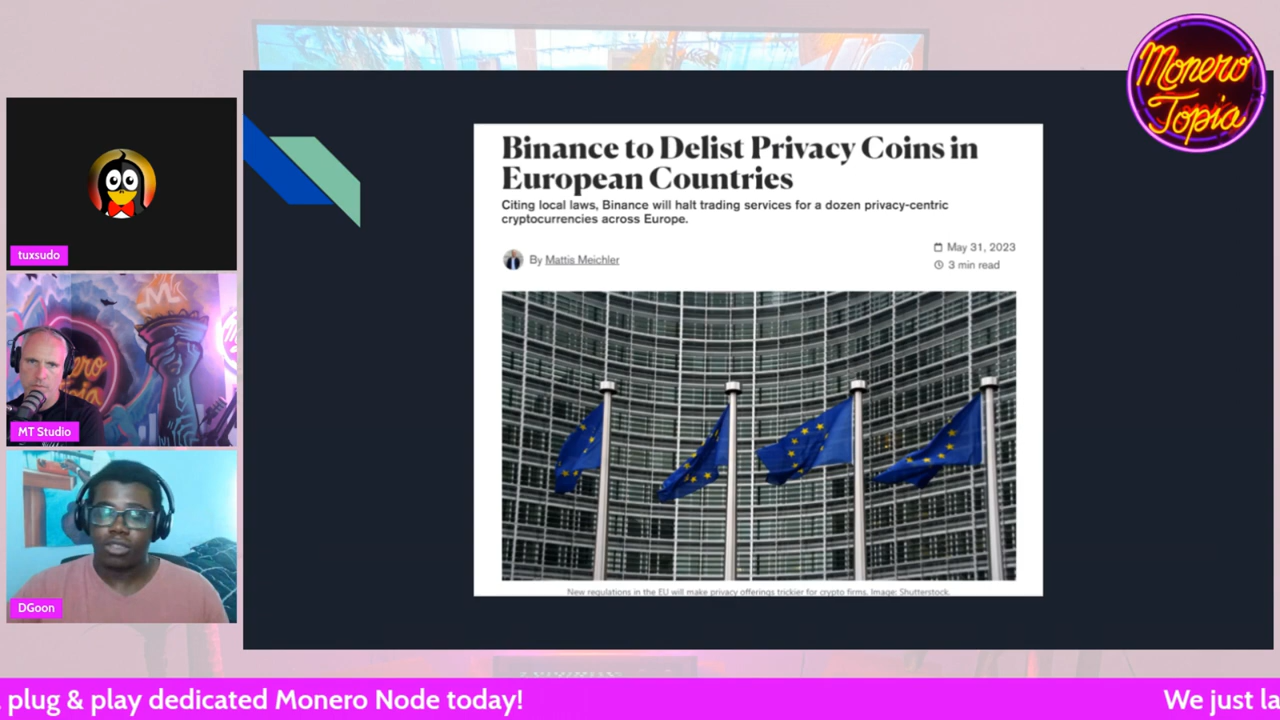 Monero
Topia
Binance to Delist Privacy Coins in
European Countries
Citing local laws, Binance will halt trading services for a dozen privacy-centric
cryptocurrencies across Europe.
By Mattis Meichler
May 31, 2023
3 min read
New regulations in the EU will make privacy offerings trickier for crypto firms. Image: Shutterstock.
tuxsudo
MT Studio
DGoon
plug & play dedicated Monero Node today!
We just la